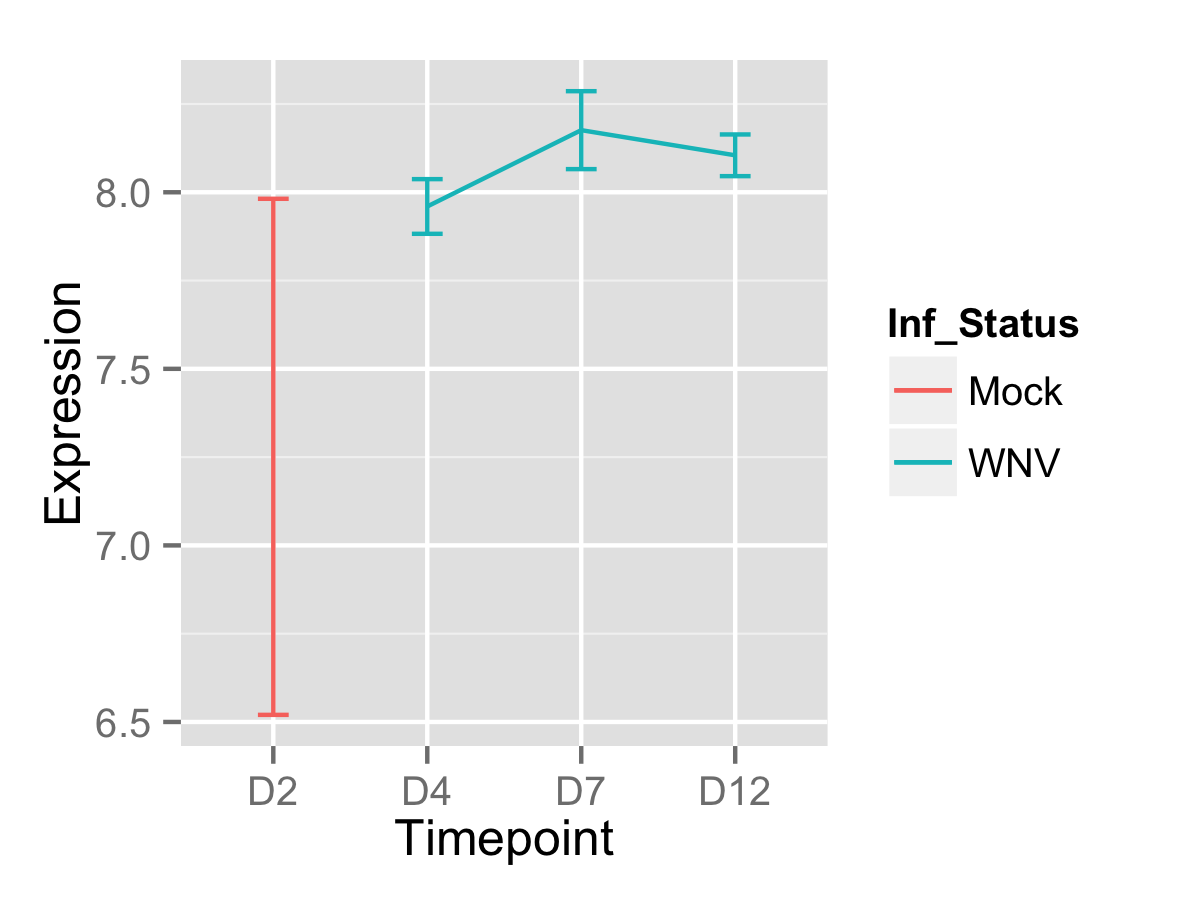 8.0
7.5
7.0
6.5
Expression
D2 D4 D7 D12
Timepoint
Inf_Status
Mock
WNV